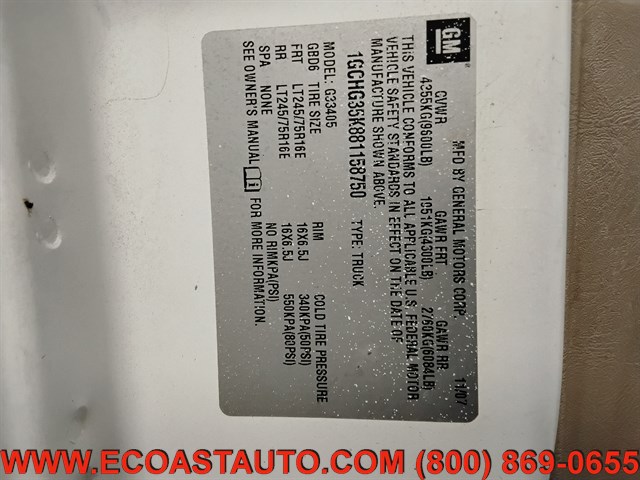 GM
MFD BY GENERAL MOTORS CORP. 11/07
GVWR GAWR FRT GAWR RR
4355KG(9600LB) 1951KG(4300LB) 2760KG(6084LB)
THIS VEHICLE CONFORMS TO ALL APPLICABLE U.S. FEDERAL MOTOR
VEHICLE SAFETY STANDARDS IN EFFECT ON THE DATE OF
MANUFACTURE SHOWN ABOVE.
1GCHG35K881158750 TYPE: TRUCK
MODEL: G33405
GBD6 TIRE SIZE RIM COLD TIRE PRESSURE
FRT LT245/75R16E 16X6.5J 340KPA(50PSI)
RR LT245/75R16E 16X6.5J 550KPA(80PSI)
SPA NONE NO RIMKPA(PSI)
SEE OWNER'S MANUAL FOR MORE INFORMATION.
WWW.ECOASTAUTO.COM (800) 869-0655